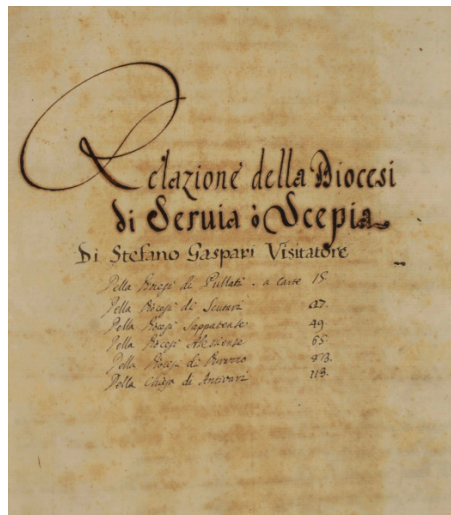 Relazione della Diocesi
di Seruia ò Scepia
Di Stefano Gaspari Visitatore
Della Diocesi di Pullati. a carte 15.
Della Diocesi di Scutari 27.
Della Diocesi Sappatense 49
Della Diocesi Alessiense 65
Della Diocesi di Durazzo
Della Chiesa di Antivari 113.